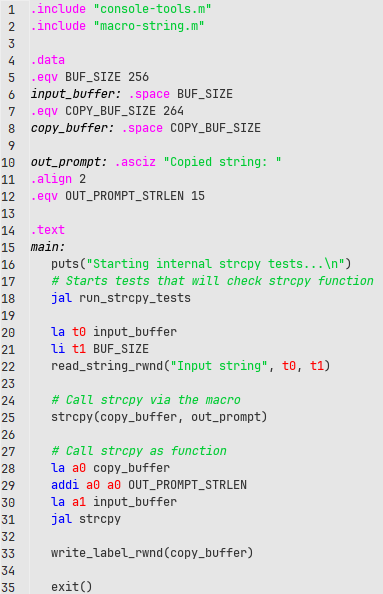 1 .include "console-tools.m"
2 .include "macro-string.m"
3
4 .data
5 .eqv BUF_SIZE 256
6 input_buffer: .space BUF_SIZE
7 .eqv COPY_BUF_SIZE 264
8 copy_buffer: .space COPY_BUF_SIZE
9
10 out_prompt: .asciz "Copied string: "
11 .align 2
12 .eqv OUT_PROMPT_STRLEN 15
13
14 .text
15 main:
16 puts("Starting internal strcpy tests...\n")
17 # Starts tests that will check strcpy function
18 jal run_strcpy_tests
19
20 la t0 input_buffer
21 li t1 BUF_SIZE
22 read_string_rwnd("Input string", t0, t1)
23
24 # Call strcpy via the macro
25 strcpy(copy_buffer, out_prompt)
26
27 # Call strcpy as function
28 la a0 copy_buffer
29 addi a0 a0 OUT_PROMPT_STRLEN
30 la a1 input_buffer
31 jal strcpy
32
33 write_label_rwnd(copy_buffer)
34
35 exit()